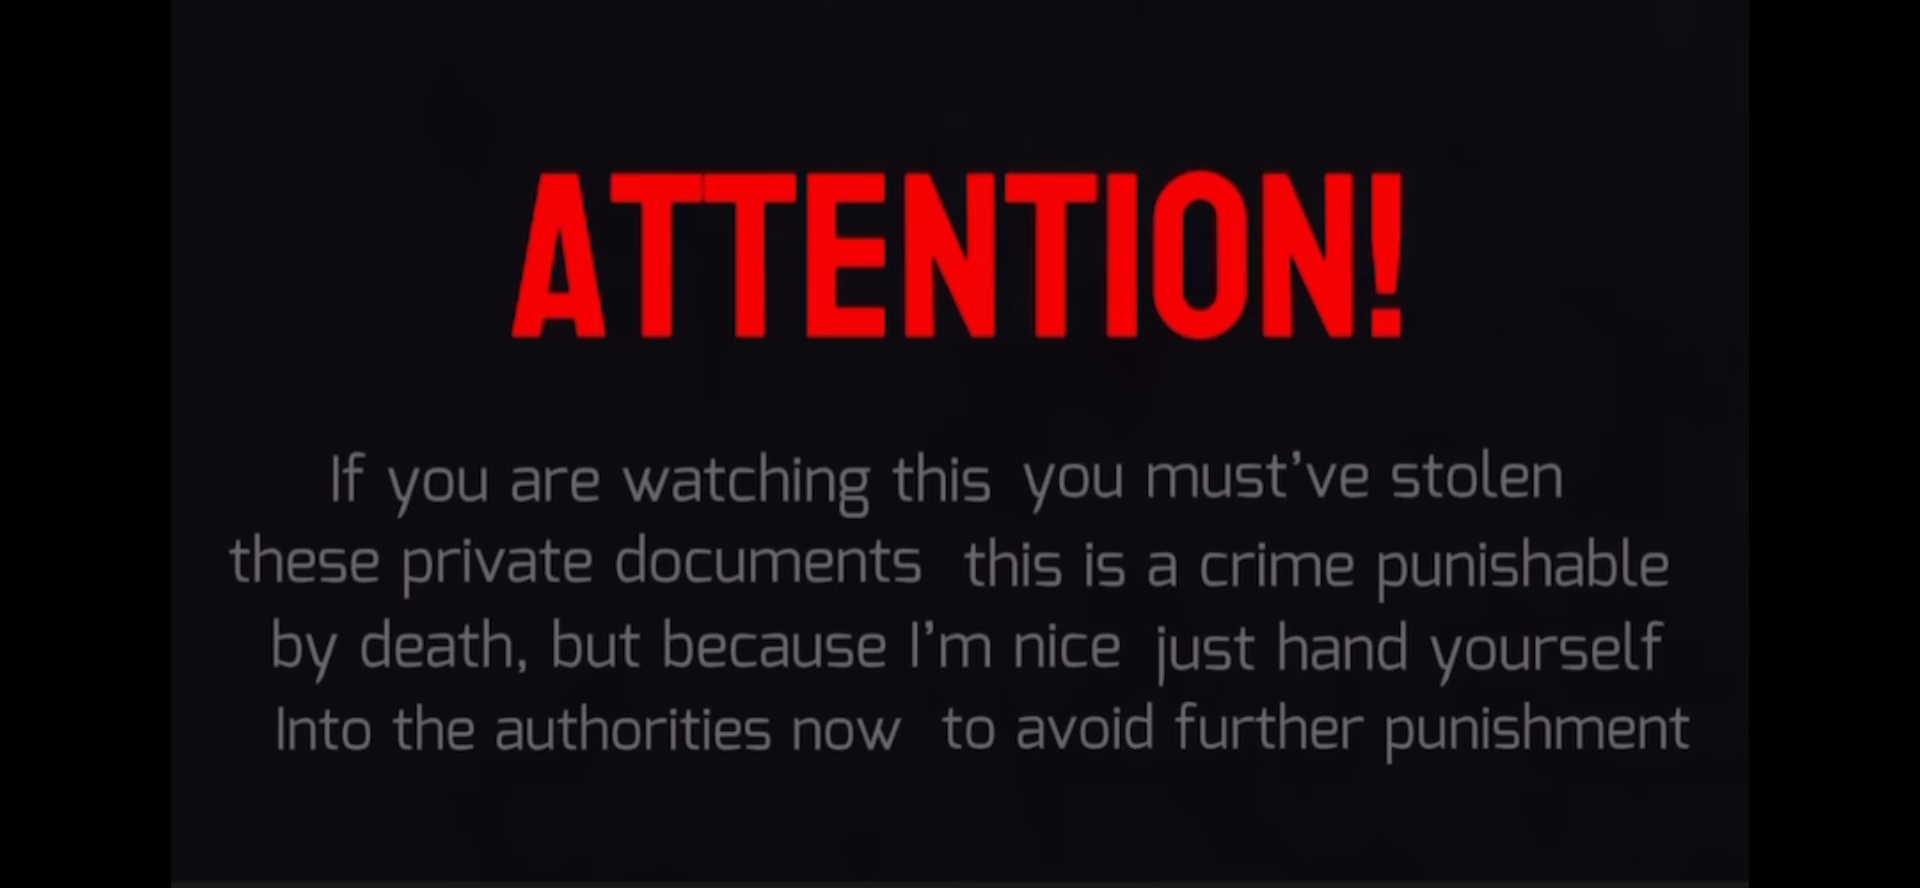 ATTENTION!
If you are watching this you must’ve stolen
these private documents this is a crime punishable
by death, but because I’m nice just hand yourself
Into the authorities now to avoid further punishment